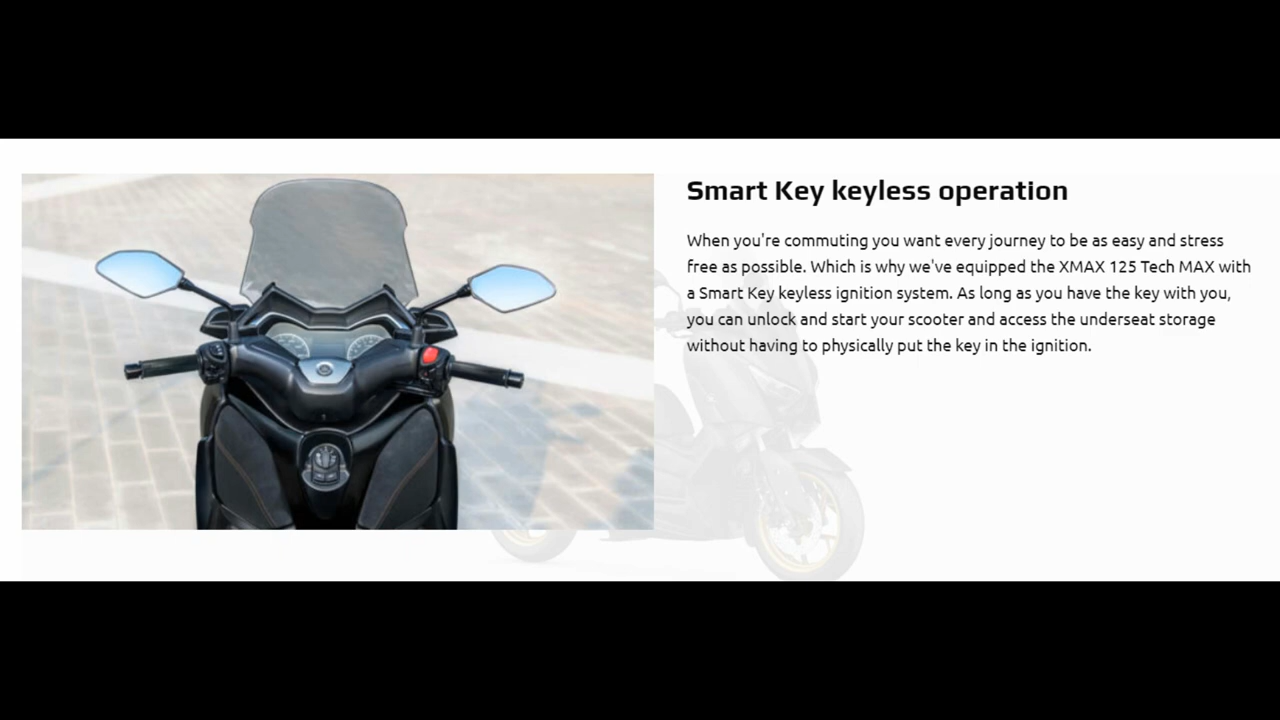 Smart Key keyless operation
When you're commuting you want every journey to be as easy and stress
free as possible. Which is why we've equipped the XMAX 125 Tech MAX with
a Smart Key keyless ignition system. As long as you have the key with you,
you can unlock and start your scooter and access the underseat storage
without having to physically put the key in the ignition.